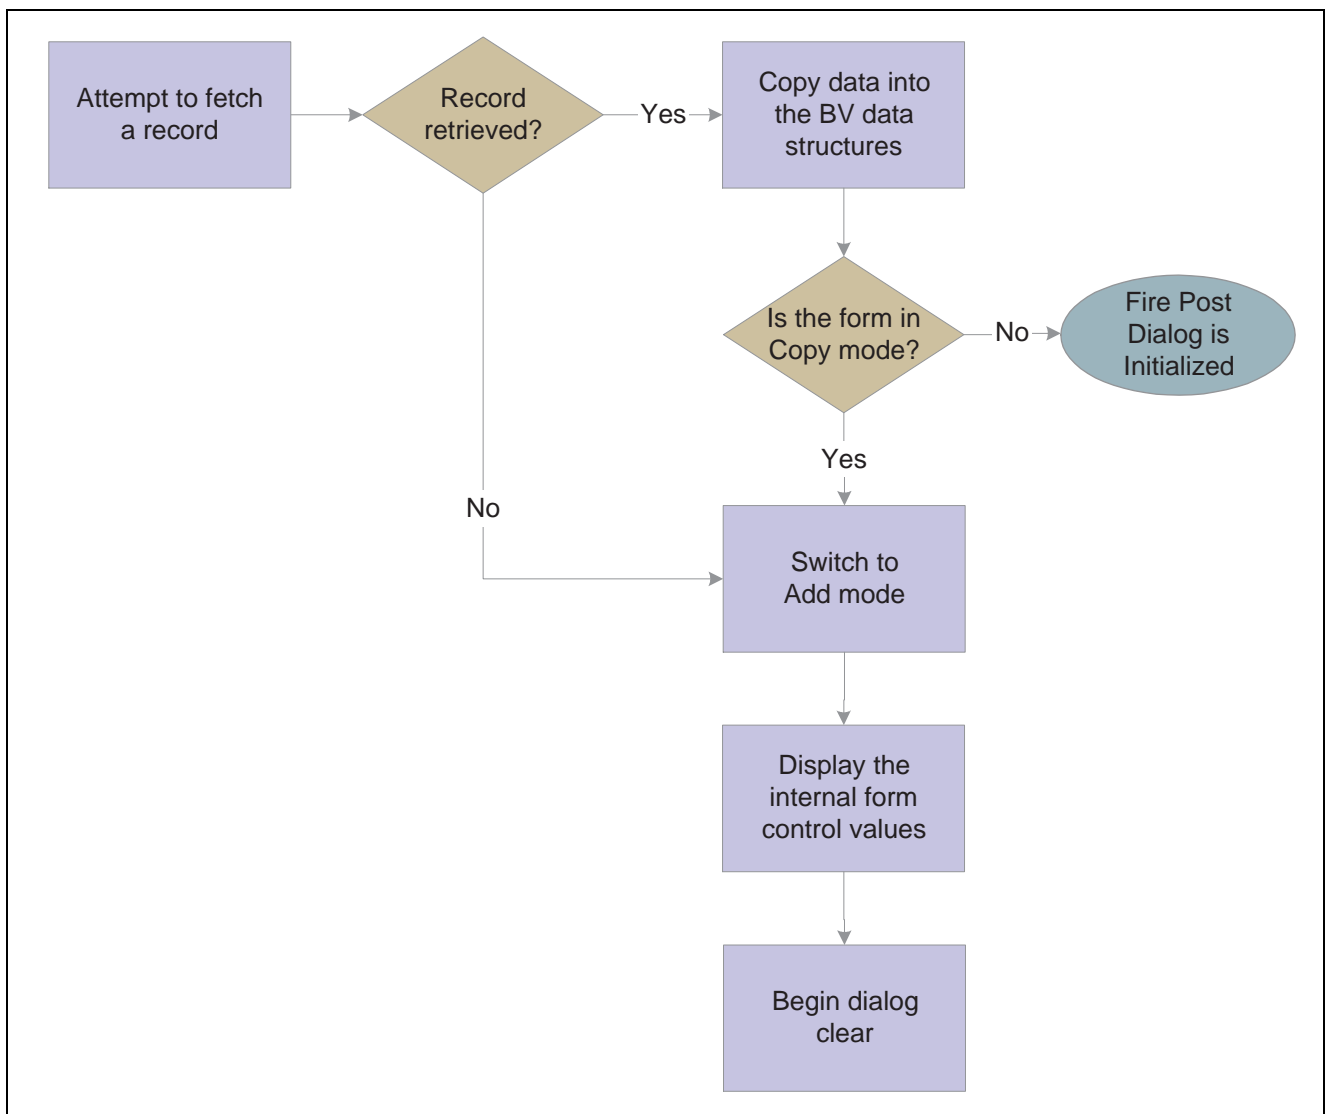 Attempt to fetch
a record
Record
retrieved?
Yes
Copy data into
the BV data
structures
Is the form in
Copy mode?
No
Fire Post
Dialog is
Initialized
Yes
No
Switch to
Add mode
Display the
internal form
control values
Begin dialog
clear